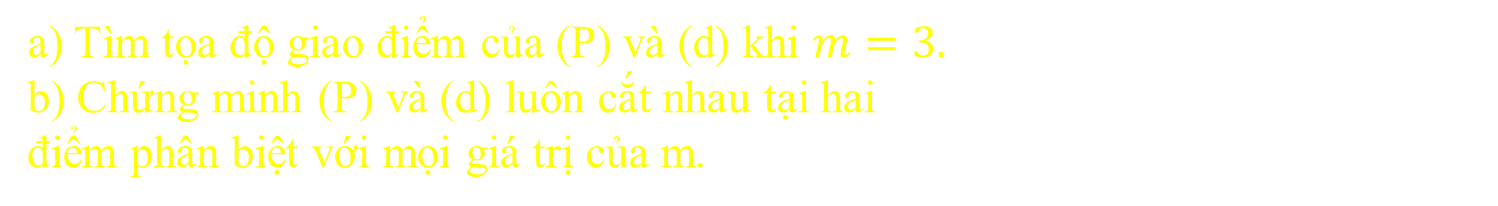 a) Tìm tọa độ giao điểm của (P) và (d) khi m = 3.
b) Chứng minh (P) và (d) luôn cắt nhau tại hai
điểm phân biệt với mọi giá trị của m.